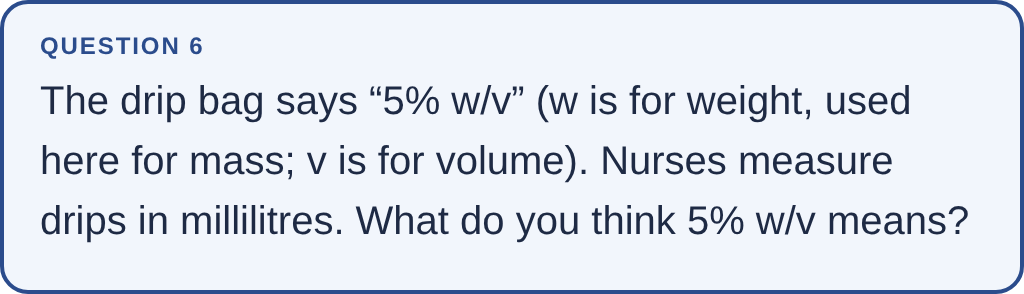 QUESTION 6
The drip bag says “5% w/v” (w is for weight, used
here for mass; v is for volume). Nurses measure
drips in millilitres. What do you think 5% w/v means?